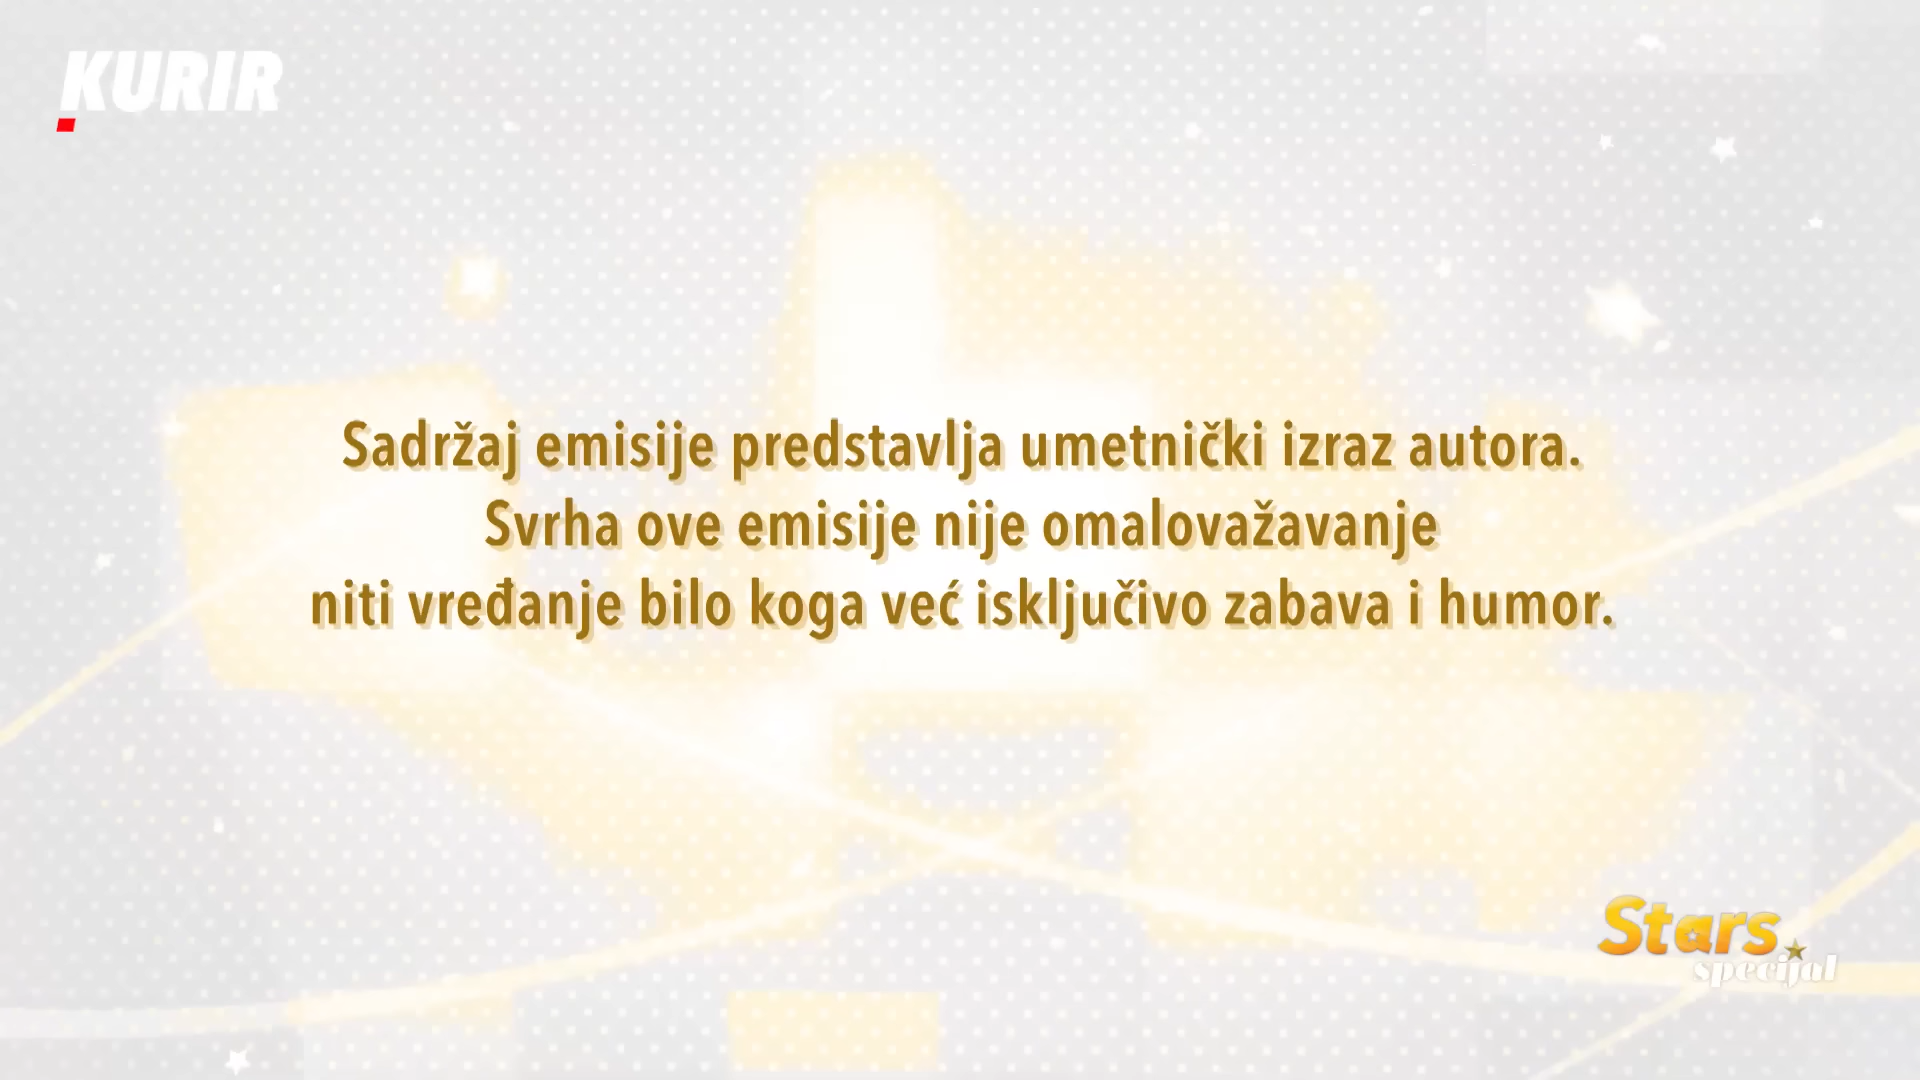 KURIR
Sadržaj emisije predstavlja umetnički izraz autora.
Svrha ove emisije nije omalovažavanje
niti vređanje bilo koga već isključivo zabava i humor.
Stars
specijal